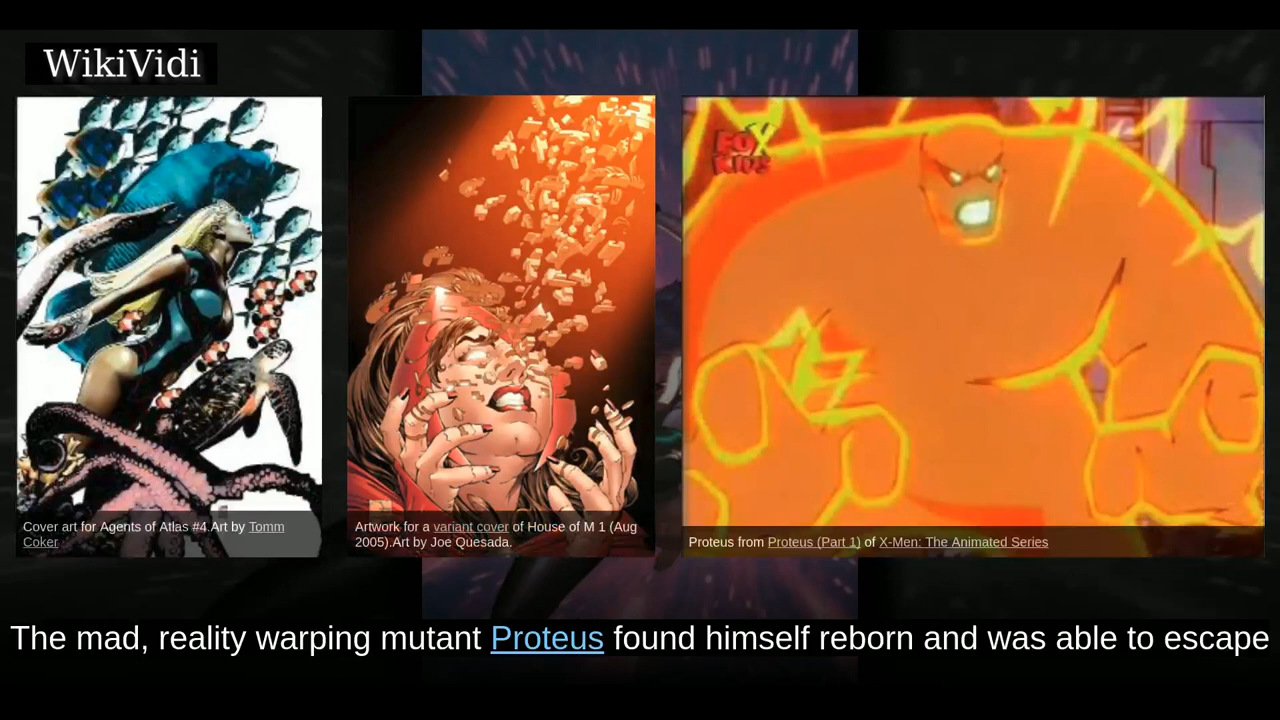 WikiVidi
FOX
KIDS
Cover art for Agents of Atlas #4.Art by Tomm
Coker
Artwork for a variant cover of House of M 1 (Aug
2005).Art by Joe Quesada.
Proteus from Proteus (Part 1) of X-Men: The Animated Series
The mad, reality warping mutant Proteus found himself reborn and was able to escape